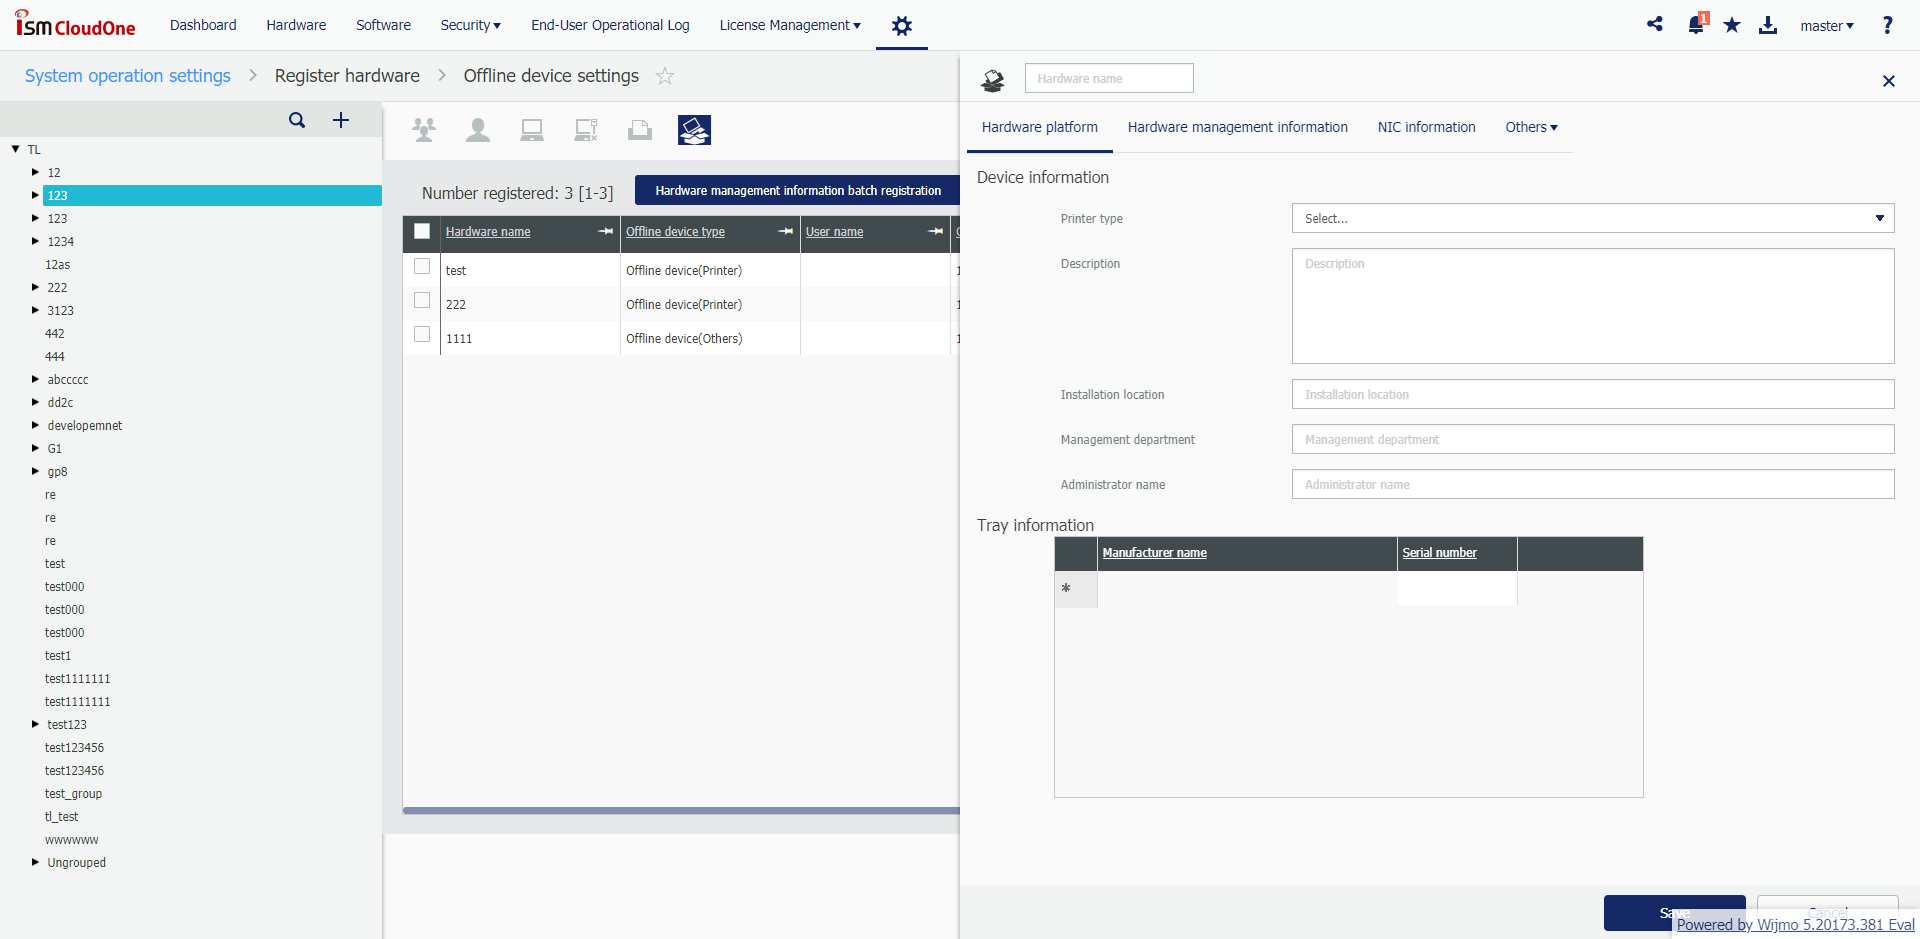 ismCloudOne
Dashboard
Hardware
Software
Security
End-User Operational Log
License Management
1
master
?
System operation settings > Register hardware > Offline device settings
TL
12
123
123
1234
12as
222
3123
442
444
abccccc
dd2c
developemnet
G1
gp8
re
re
re
test
test000
test000
test000
test1
test1111111
test1111111
test123
test123456
test123456
test_group
tl_test
wwwwww
Ungrouped
Number registered: 3 [1-3]
Hardware management information batch registration
Hardware name
Offline device type
User name
test
Offline device(Printer)
222
Offline device(Printer)
1111
Offline device(Others)
Hardware name
Hardware platform
Hardware management information
NIC information
Others
Device information
Printer type
Select...
Description
Description
Installation location
Installation location
Management department
Management department
Administrator name
Administrator name
Tray information
Manufacturer name
Serial number
*
Save
Cancel
Powered by Wijmo 5.20173.381 Eval